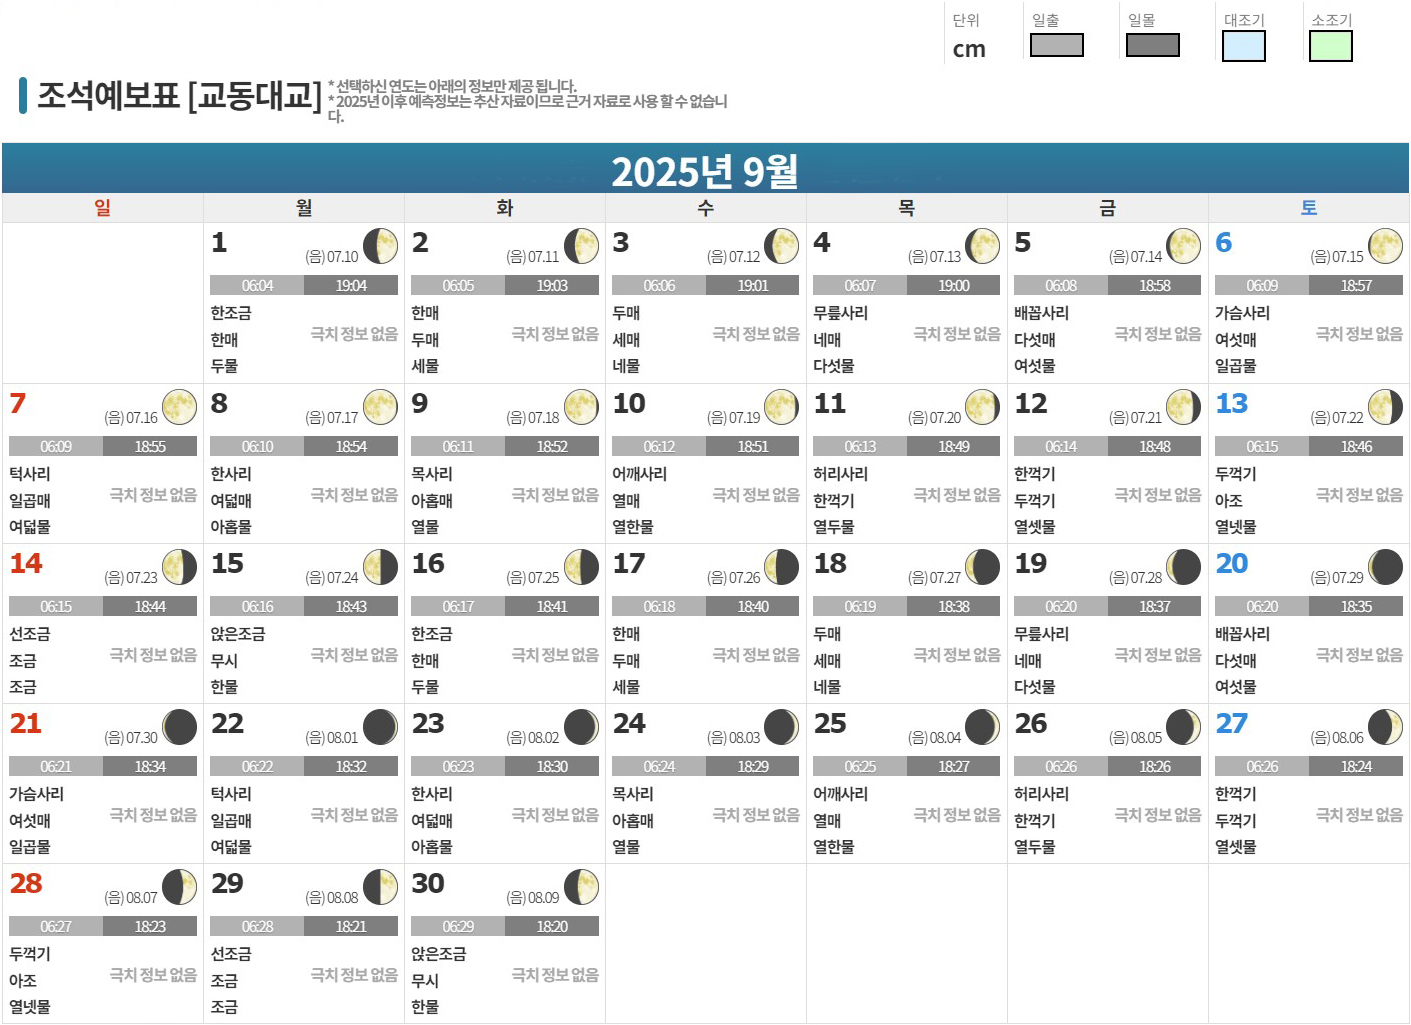 단위 일출 일몰 대조기 소조기
cm
조석예보표 [교동대교]
* 선택하신 연도는 아래의 정보만 제공 됩니다.
* 2025년 이후 예측정보는 추산 자료이므로 근거 자료로 사용 할 수 없습니
다.
2025년 9월
일 월 화 수 목 금 토
1 (음) 07.10 2 (음) 07.11 3 (음) 07.12 4 (음) 07.13 5 (음) 07.14 6 (음) 07.15
06:04 19:04 06:05 19:03 06:06 19:01 06:07 19:00 06:08 18:58 06:09 18:57
한조금 한매 두매 무릎사리 배꼽사리 가슴사리
한매 극치 정보 없음 두매 극치 정보 없음 세매 극치 정보 없음 네매 극치 정보 없음 다섯매 극치 정보 없음 여섯매 극치 정보 없음
두물 세물 네물 다섯물 여섯물 일곱물
7 (음) 07.16 8 (음) 07.17 9 (음) 07.18 10 (음) 07.19 11 (음) 07.20 12 (음) 07.21 13 (음) 07.22
06:09 18:55 06:10 18:54 06:11 18:52 06:12 18:51 06:13 18:49 06:14 18:48 06:15 18:46
턱사리 한사리 목사리 어깨사리 허리사리 한꺽기 두꺽기
일곱매 극치 정보 없음 여덟매 극치 정보 없음 아홉매 극치 정보 없음 열매 극치 정보 없음 한꺽기 극치 정보 없음 두꺽기 극치 정보 없음 아조 극치 정보 없음
여덟물 아홉물 열물 열한물 열두물 열셋물 열넷물
14 (음) 07.23 15 (음) 07.24 16 (음) 07.25 17 (음) 07.26 18 (음) 07.27 19 (음) 07.28 20 (음) 07.29
06:15 18:44 06:16 18:43 06:17 18:41 06:18 18:40 06:19 18:38 06:20 18:37 06:20 18:35
선조금 앉은조금 한조금 한매 두매 무릎사리 배꼽사리
조금 극치 정보 없음 무시 극치 정보 없음 한매 극치 정보 없음 두매 극치 정보 없음 세매 극치 정보 없음 네매 극치 정보 없음 다섯매 극치 정보 없음
조금 한물 두물 세물 네물 다섯물 여섯물
21 (음) 07.30 22 (음) 08.01 23 (음) 08.02 24 (음) 08.03 25 (음) 08.04 26 (음) 08.05 27 (음) 08.06
06:21 18:34 06:22 18:32 06:23 18:30 06:24 18:29 06:25 18:27 06:26 18:26 06:26 18:24
가슴사리 턱사리 한사리 목사리 어깨사리 허리사리 한꺽기
여섯매 극치 정보 없음 일곱매 극치 정보 없음 여덟매 극치 정보 없음 아홉매 극치 정보 없음 열매 극치 정보 없음 한꺽기 극치 정보 없음 두꺽기 극치 정보 없음
일곱물 여덟물 아홉물 열물 열한물 열두물 열셋물
28 (음) 08.07 29 (음) 08.08 30 (음) 08.09
06:27 18:23 06:28 18:21 06:29 18:20
두꺽기 선조금 앉은조금
아조 극치 정보 없음 조금 극치 정보 없음 무시 극치 정보 없음
열넷물 조금 한물